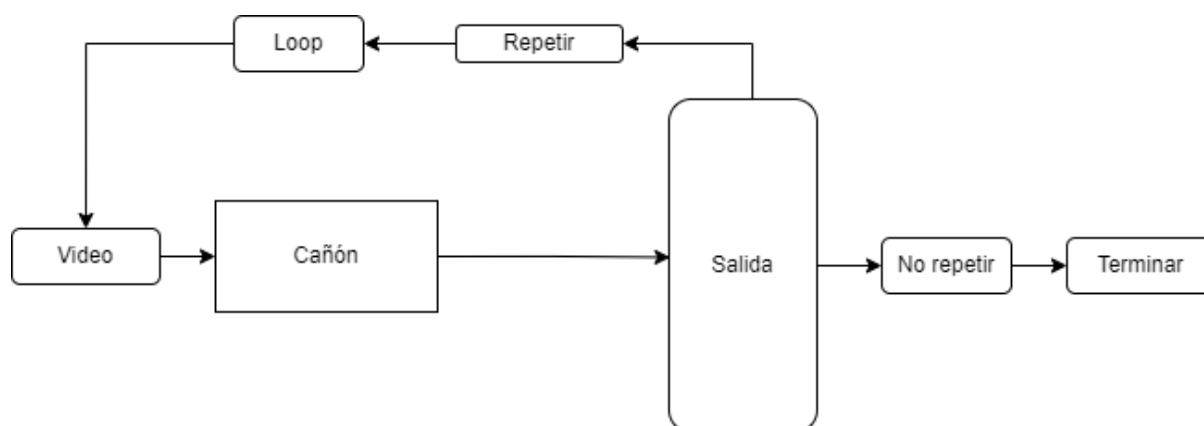 Loop
Repetir
Video
Cañón
Salida
No repetir
Terminar